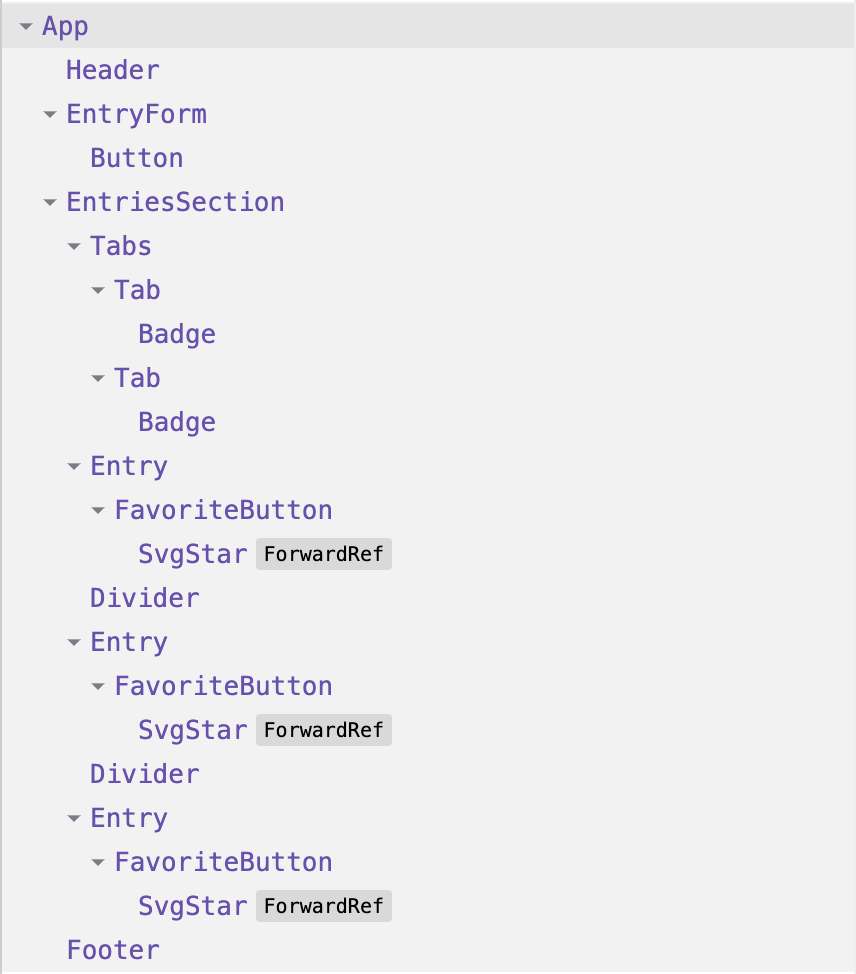 App
Header
EntryForm
Button
EntriesSection
Tabs
Tab
Badge
Tab
Badge
Entry
FavoriteButton
SvgStar ForwardRef
Divider
Entry
FavoriteButton
SvgStar ForwardRef
Divider
Entry
FavoriteButton
SvgStar ForwardRef
Footer